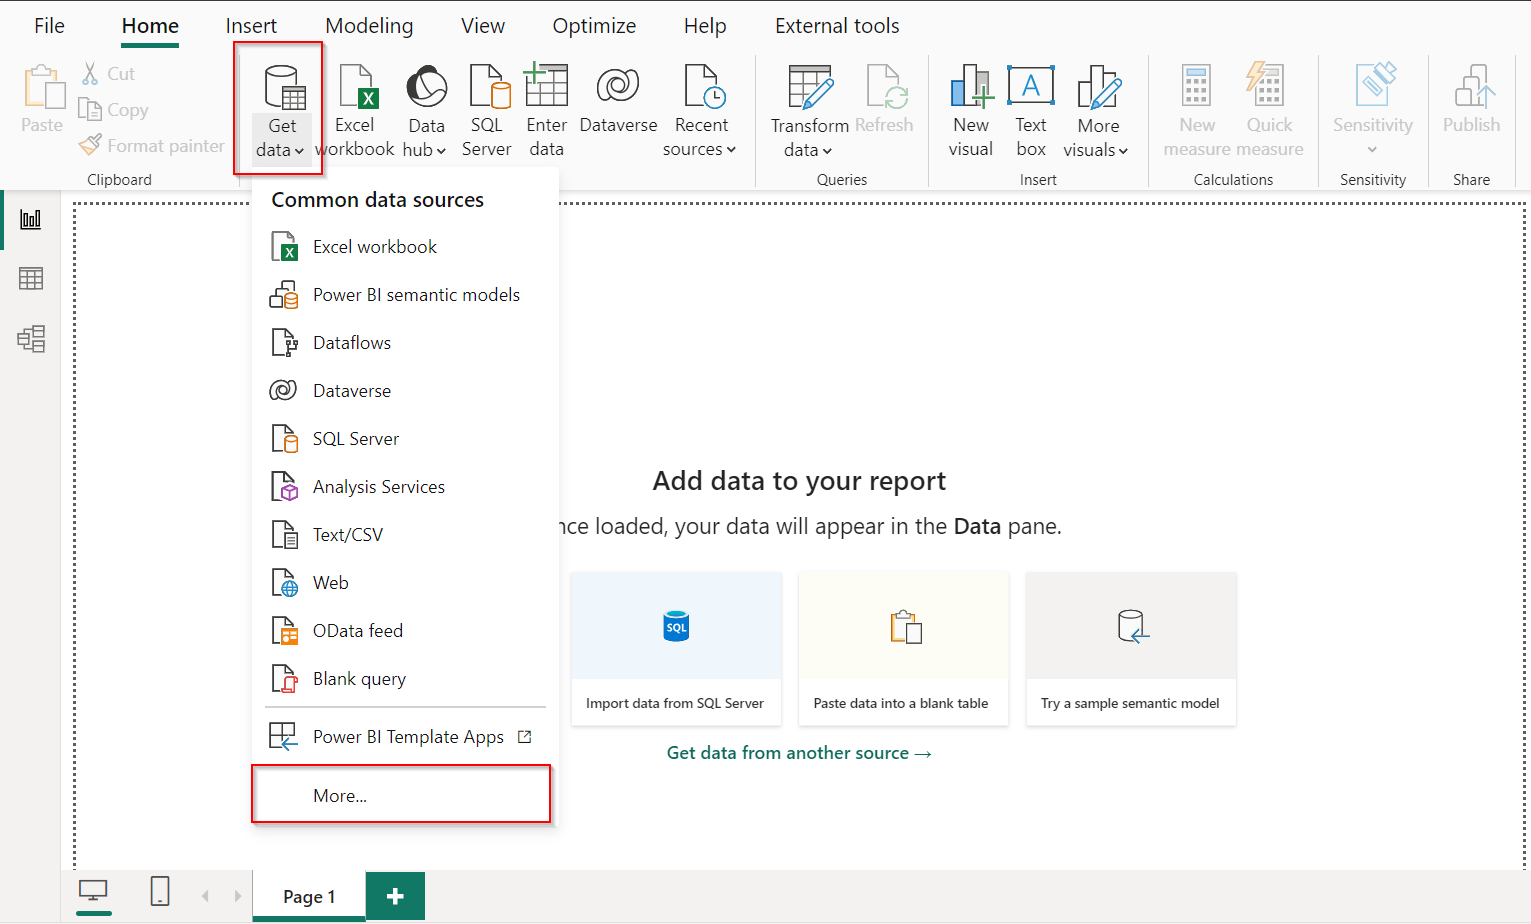 File
Home
Insert
Modeling
View
Optimize
Help
External tools
Paste
Cut
Copy
Format painter
Clipboard
Get
data
Excel
workbook
Data
hub
SQL
Server
Enter
data
Dataverse
Recent
sources
Transform
data
Refresh
Queries
New
visual
Text
box
More
visuals
Insert
New
measure
Quick
measure
Calculations
Sensitivity
Sensitivity
Publish
Share
Common data sources
Excel workbook
Power BI semantic models
Dataflows
Dataverse
SQL Server
Analysis Services
Text/CSV
Web
OData feed
Blank query
Power BI Template Apps
More...
Add data to your report
nce loaded, your data will appear in the Data pane.
SQL
Import data from SQL Server
Paste data into a blank table
Try a sample semantic model
Get data from another source →
Page 1